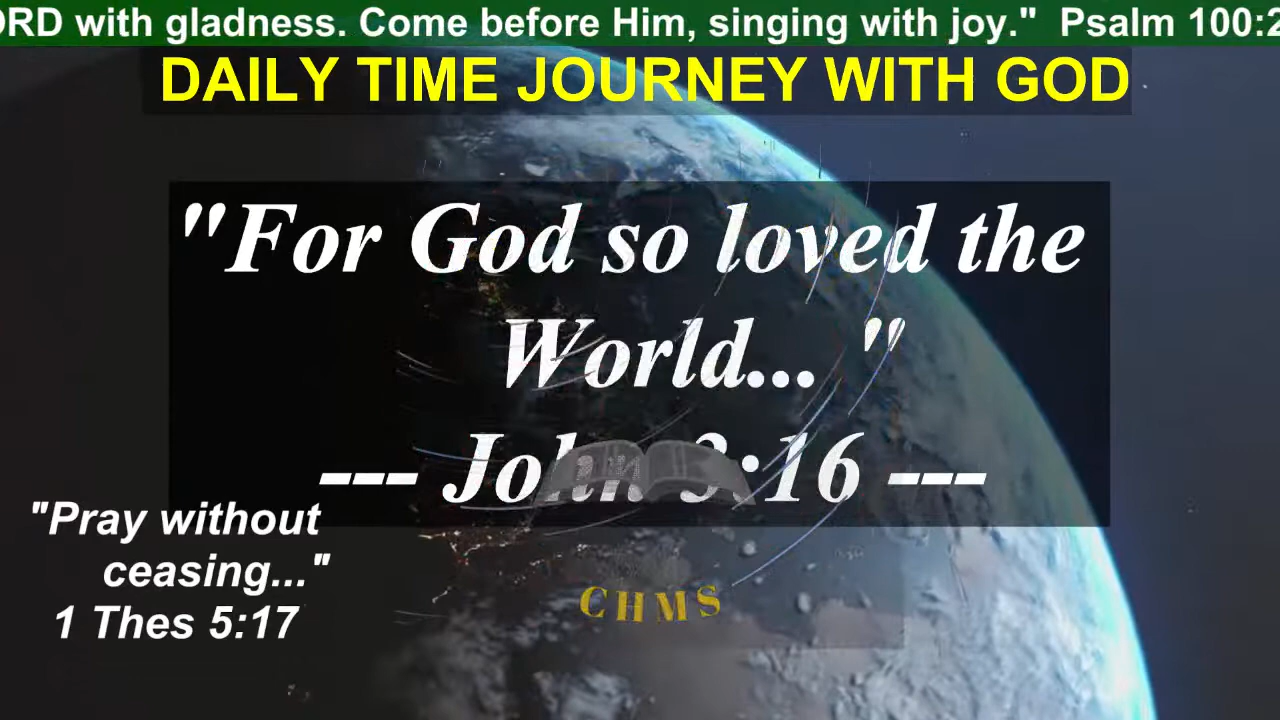 ORD with gladness. Come before Him, singing with joy." Psalm 100:2
DAILY TIME JOURNEY WITH GOD
"For God so loved the
World... "
--- John 3:16 ---
"Pray without
ceasing..."
1 Thes 5:17
CHMS